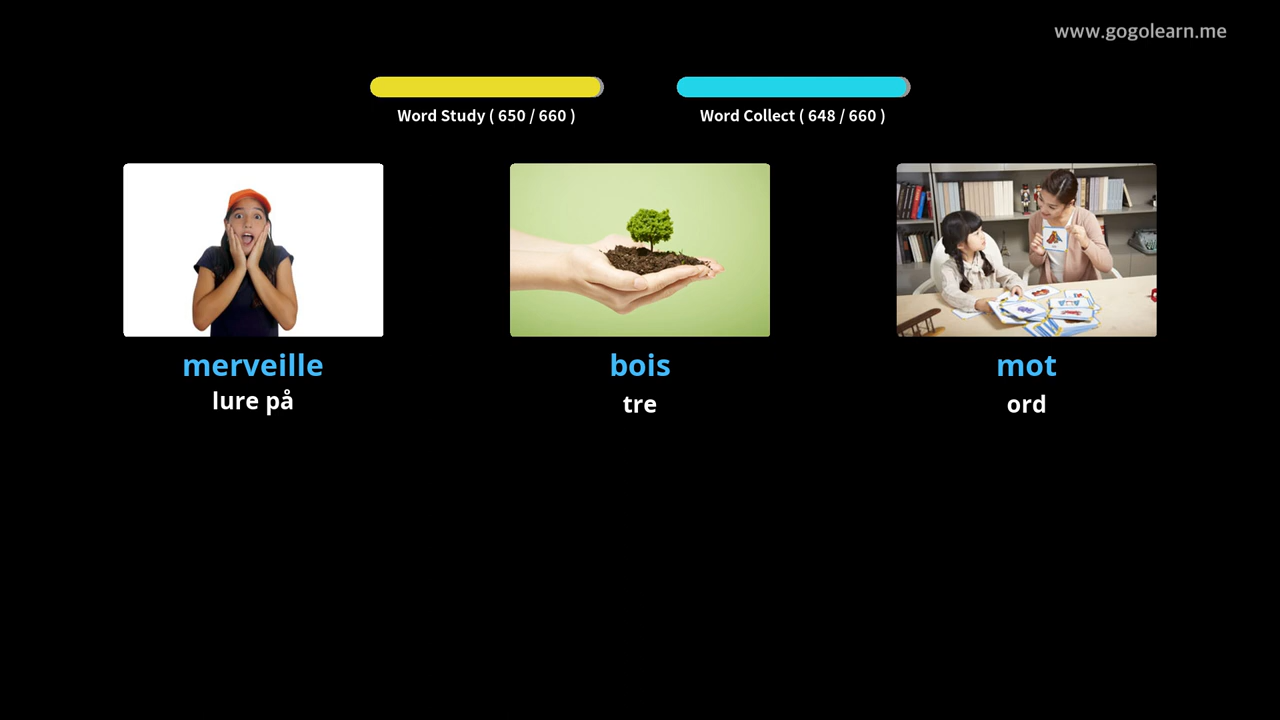 www.gogolearn.me
Word Study ( 650 / 660 )
Word Collect ( 648 / 660 )
merveille
lure på
bois
tre
mot
ord